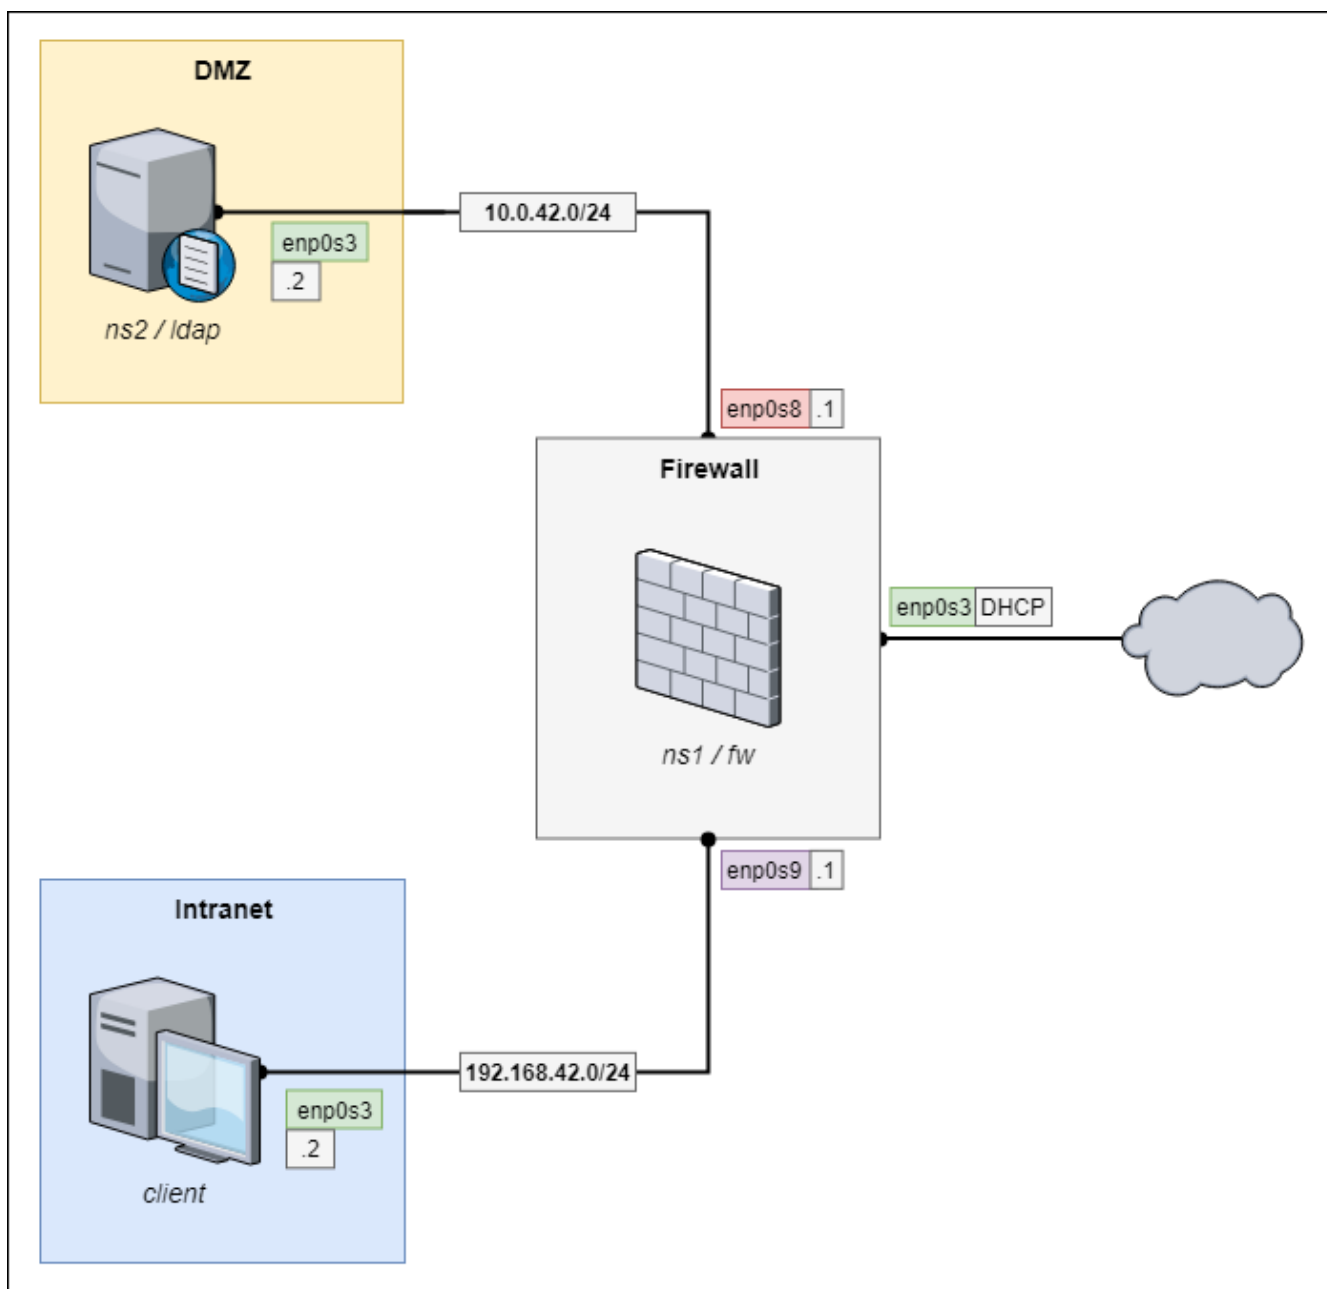 DMZ
10.0.42.0/24
enp0s3
.2
ns2 / ldap
enp0s8 .1
Firewall
enp0s3 DHCP
ns1 / fw
enp0s9 .1
Intranet
192.168.42.0/24
enp0s3
.2
client